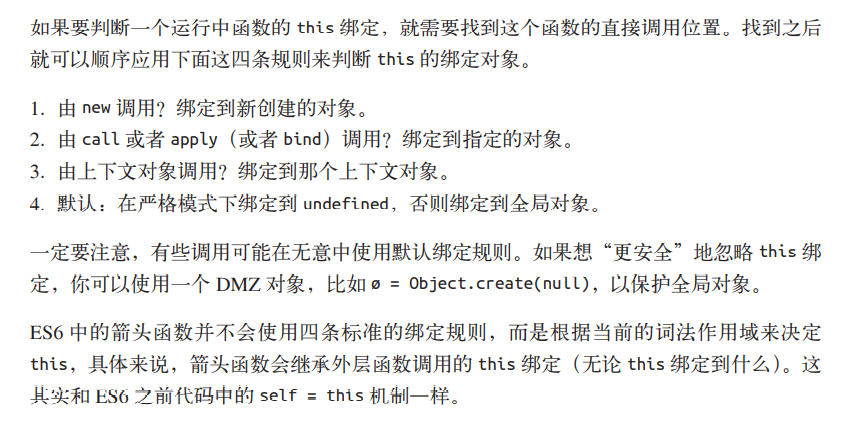 如果要判断一个运行中函数的 this 绑定，就需要找到这个函数的直接调用位置。找到之后
就可以顺序应用下面这四条规则来判断 this 的绑定对象。
1. 由 new 调用？绑定到新创建的对象。
2. 由 call 或者 apply（或者 bind）调用？绑定到指定的对象。
3. 由上下文对象调用？绑定到那个上下文对象。
4. 默认：在严格模式下绑定到 undefined，否则绑定到全局对象。
一定要注意，有些调用可能在无意中使用默认绑定规则。如果想“更安全”地忽略 this 绑
定，你可以使用一个 DMZ 对象，比如 ø = Object.create(null)，以保护全局对象。
ES6 中的箭头函数并不会使用四条标准的绑定规则，而是根据当前的词法作用域来决定
this，具体来说，箭头函数会继承外层函数调用的 this 绑定（无论 this 绑定到什么）。这
其实和 ES6 之前代码中的 self = this 机制一样。